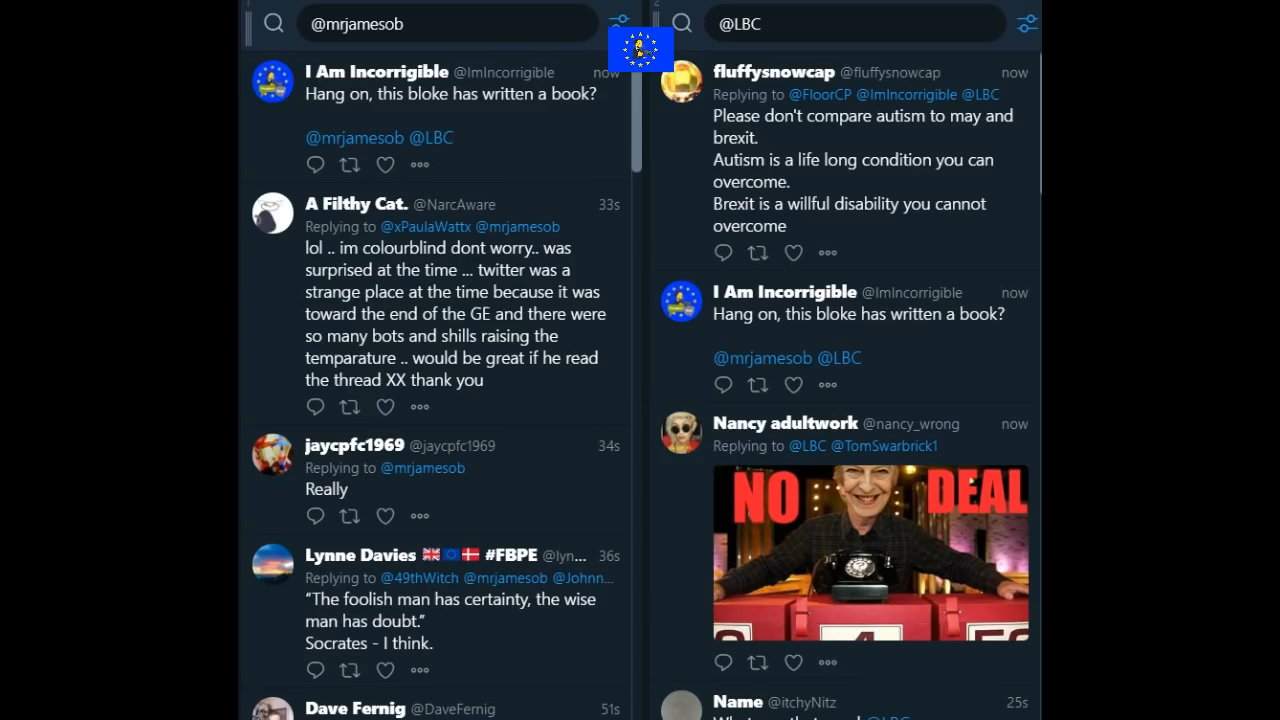 1
@mrjamesob
I Am Incorrigible @ImIncorrigible now
Hang on, this bloke has written a book?
@mrjamesob @LBC
A Filthy Cat. @NarcAware 33s
Replying to @xPaulaWattx @mrjamesob
lol .. im colourblind dont worry.. was
surprised at the time ... twitter was a
strange place at the time because it was
toward the end of the GE and there were
so many bots and shills raising the
temparature .. would be great if he read
the thread XX thank you
jaycpfc1969 @jaycpfc1969 34s
Replying to @mrjamesob
Really
Lynne Davies #FBPE @lyn... 36s
Replying to @49thWitch @mrjamesob @Johnn...
“The foolish man has certainty, the wise
man has doubt.”
Socrates - I think.
Dave Fernig @DaveFernig 51s
2
@LBC
fluffysnowcap @fluffysnowcap now
Replying to @FloorCP @ImIncorrigible @LBC
Please don't compare autism to may and
brexit.
Autism is a life long condition you can
overcome.
Brexit is a willful disability you cannot
overcome
I Am Incorrigible @ImIncorrigible now
Hang on, this bloke has written a book?
@mrjamesob @LBC
Nancy adultwork @nancy_wrong now
Replying to @LBC @TomSwarbrick1
NO DEAL
4
Name @itchyNitz 25s
@LBC